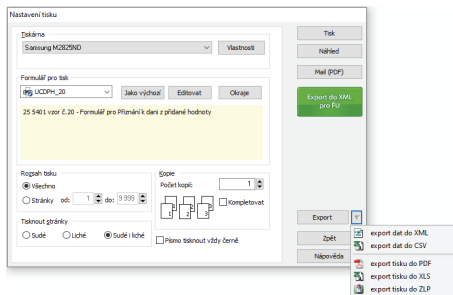 Nastavení tisku
Tiskárna
Samsung M2825ND
Vlastnosti
Formulář pro tisk
UCDPH_20
Jako výchozí
Editovat
Okraje
25 5401 vzor č.20 - Formulář pro Přiznání k dani z přidané hodnoty
Rozsah tisku
Všechno
Stránky od: 1 do: 9 999
Kopie
Počet kopií: 1
1 2 3
Kompletovat
Tisknout stránky
Sudé
Liché
Sudé i liché
Písmo tisknout vždy černě
Tisk
Náhled
Mail (PDF)
Export do XML
pro FÚ
Export
Zpět
Nápověda
export dat do XML
export dat do CSV
export tisku do PDF
export tisku do XLS
export tisku do ZLP